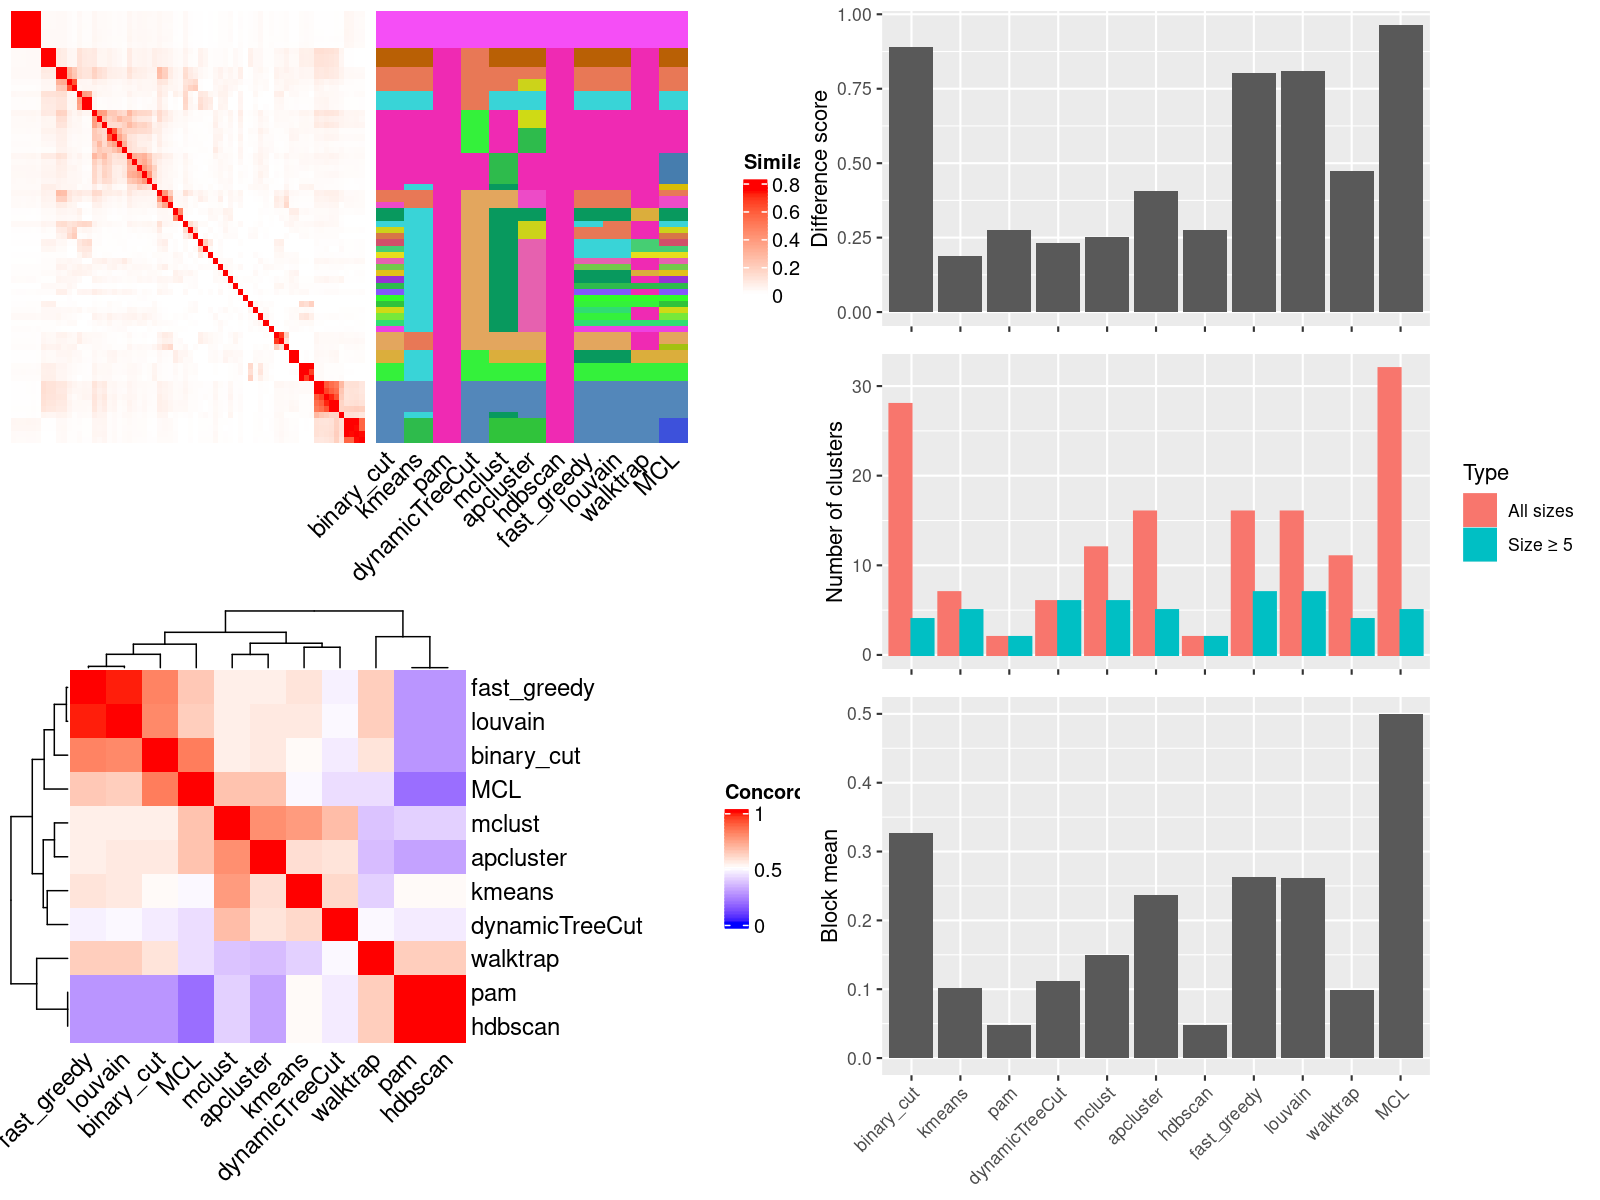 Simila
0.8
0.6
0.4
0.2
0
binary_cut
kmeans
pam
dynamicTreeCut
mclust
apcluster
hdbscan
fast_greedy
louvain
walktrap
MCL
fast_greedy
louvain
binary_cut
MCL
mclust
apcluster
kmeans
dynamicTreeCut
walktrap
pam
hdbscan
fast_greedy
louvain
binary_cut
MCL
mclust
apcluster
kmeans
dynamicTreeCut
walktrap
pam
hdbscan
Concord
1
0.5
0
Difference score
1.00
0.75
0.50
0.25
0.00
Number of clusters
30
20
10
0
Type
All sizes
Size ≥ 5
Block mean
0.5
0.4
0.3
0.2
0.1
0.0
binary_cut
kmeans
pam
dynamicTreeCut
mclust
apcluster
hdbscan
fast_greedy
louvain
walktrap
MCL